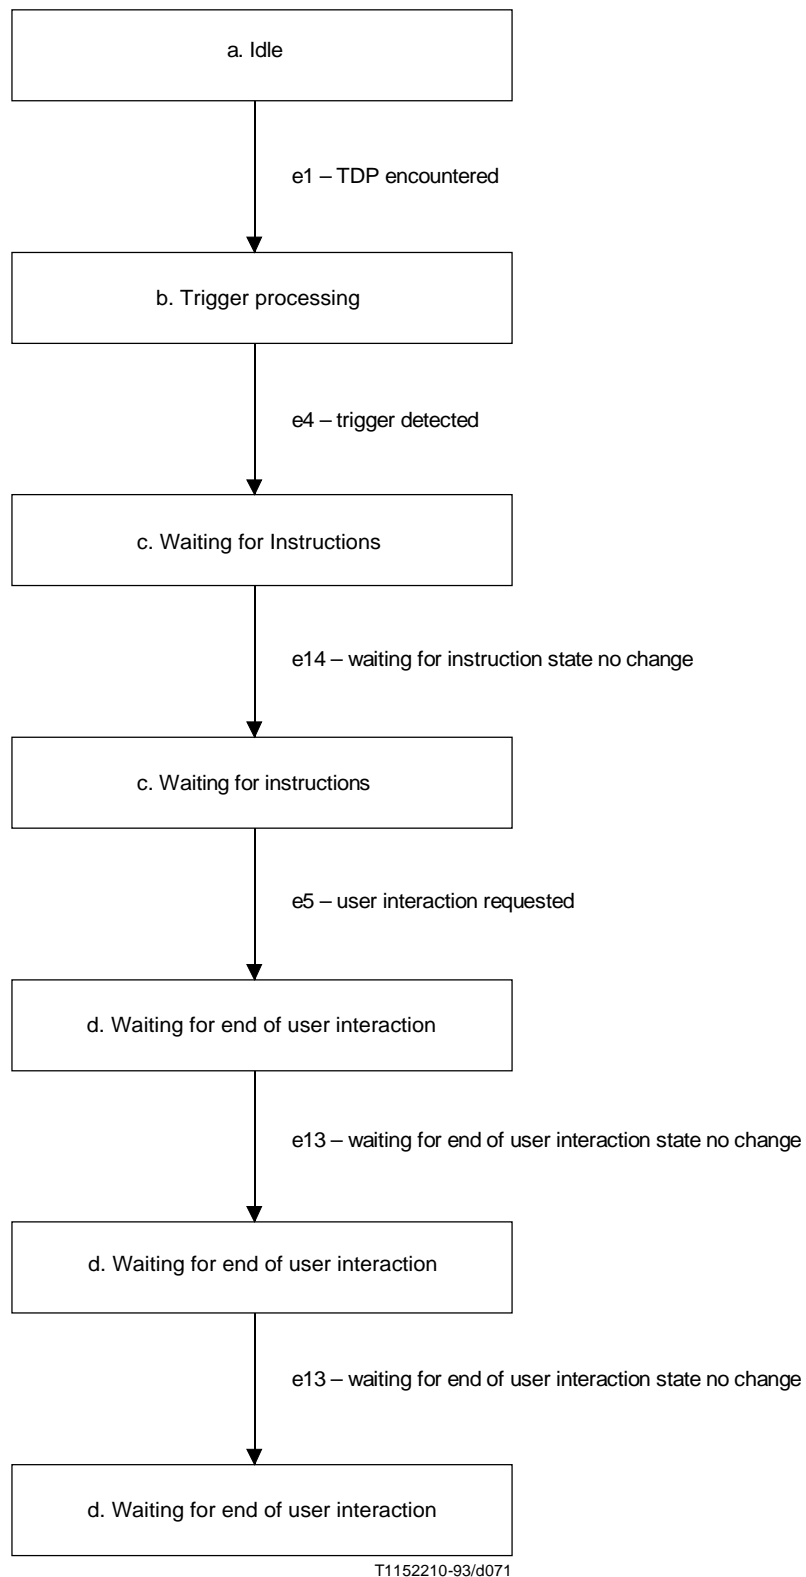 a. Idle
e1 – TDP encountered
b. Trigger processing
e4 – trigger detected
c. Waiting for Instructions
e14 – waiting for instruction state no change
c. Waiting for instructions
e5 – user interaction requested
d. Waiting for end of user interaction
e13 – waiting for end of user interaction state no change
d. Waiting for end of user interaction
e13 – waiting for end of user interaction state no change
d. Waiting for end of user interaction
T1152210-93/d071